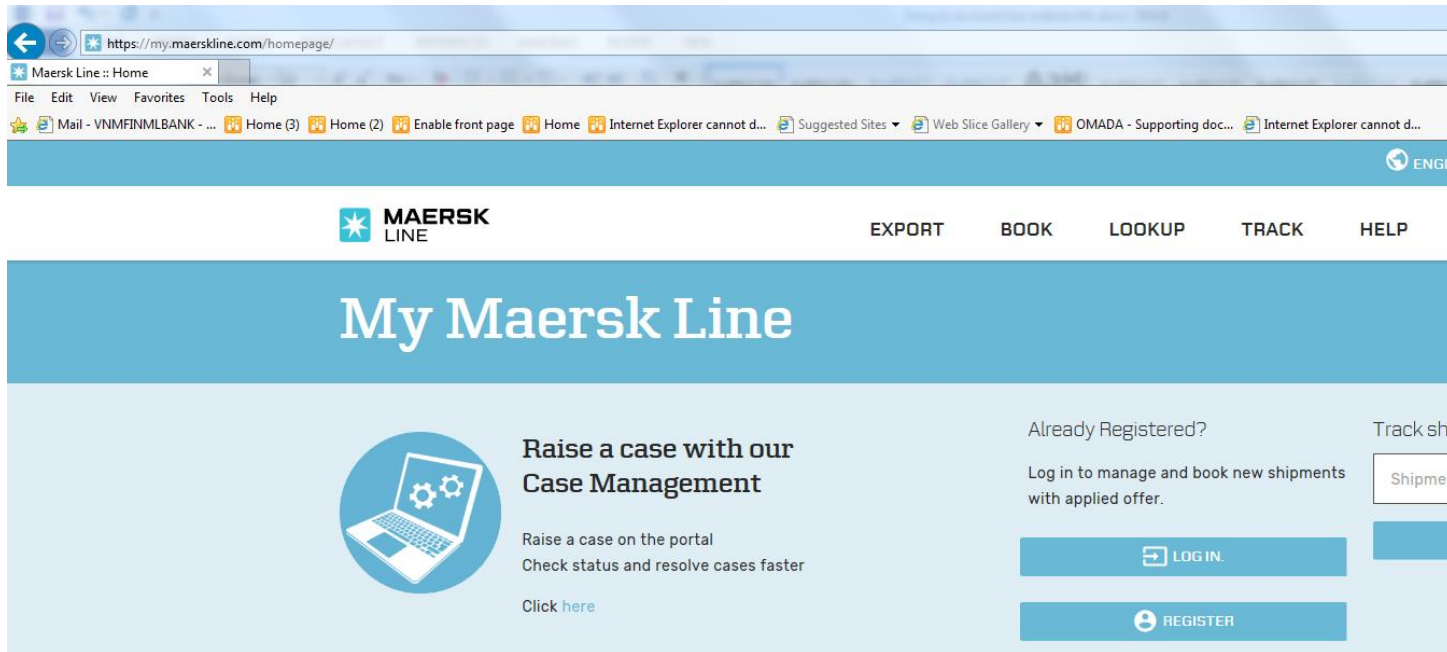 https://my.maerskline.com/homepage/
Maersk Line :: Home
File Edit View Favorites Tools Help
Mail - VNMFINMLBANK - ... Home (3) Home (2) Enable front page Home Internet Explorer cannot d... Suggested Sites Web Slice Gallery OMADA - Supporting doc... Internet Explorer cannot d...
MAERSK
LINE
EXPORT BOOK LOOKUP TRACK HELP
My Maersk Line
Raise a case with our
Case Management
Raise a case on the portal
Check status and resolve cases faster
Click here
Already Registered?
Log in to manage and book new shipments
with applied offer.
LOG IN.
REGISTER
Track sh
Shipme